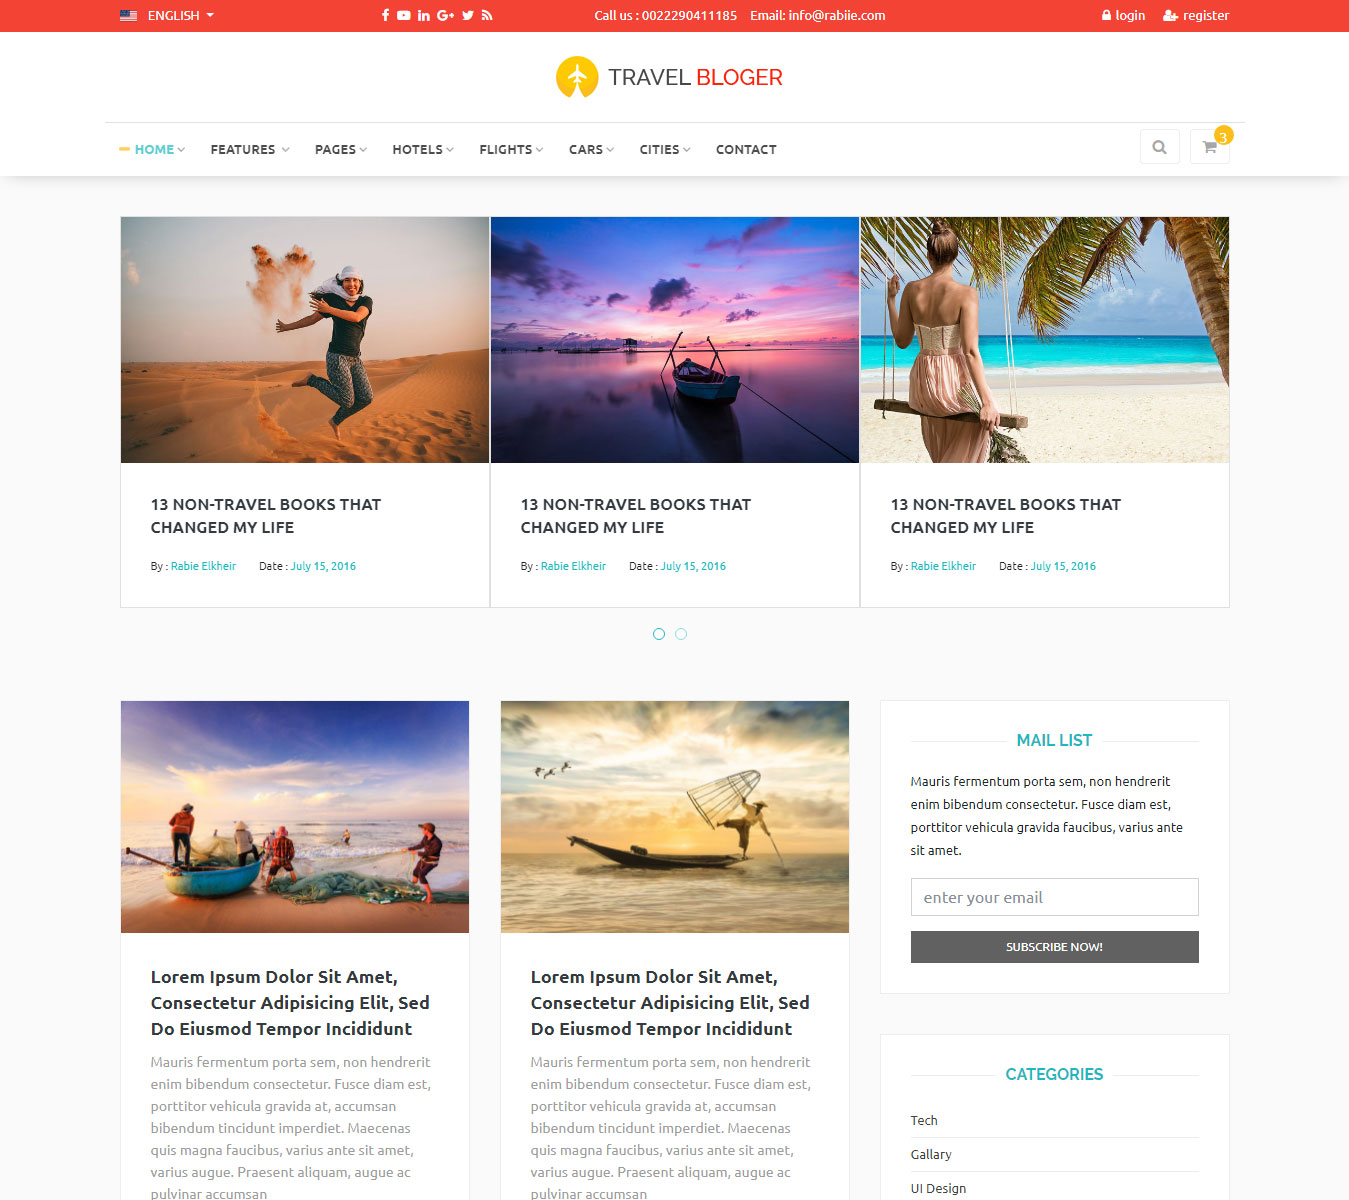 ENGLISH
Call us : 0022290411185 Email: info@rabiie.com
login register
TRAVEL BLOGER
HOME FEATURES PAGES HOTELS FLIGHTS CARS CITIES CONTACT
3
13 NON-TRAVEL BOOKS THAT
CHANGED MY LIFE
By : Rabie Elkheir Date : July 15, 2016
13 NON-TRAVEL BOOKS THAT
CHANGED MY LIFE
By : Rabie Elkheir Date : July 15, 2016
13 NON-TRAVEL BOOKS THAT
CHANGED MY LIFE
By : Rabie Elkheir Date : July 15, 2016
Lorem Ipsum Dolor Sit Amet,
Consectetur Adipisicing Elit, Sed
Do Eiusmod Tempor Incididunt
Mauris fermentum porta sem, non hendrerit
enim bibendum consectetur. Fusce diam est,
porttitor vehicula gravida at, accumsan
bibendum tincidunt imperdiet. Maecenas
quis magna faucibus, varius ante sit amet,
varius augue. Praesent aliquam, augue ac
pulvinar accumsan
Lorem Ipsum Dolor Sit Amet,
Consectetur Adipisicing Elit, Sed
Do Eiusmod Tempor Incididunt
Mauris fermentum porta sem, non hendrerit
enim bibendum consectetur. Fusce diam est,
porttitor vehicula gravida at, accumsan
bibendum tincidunt imperdiet. Maecenas
quis magna faucibus, varius ante sit amet,
varius augue. Praesent aliquam, augue ac
pulvinar accumsan
MAIL LIST
Mauris fermentum porta sem, non hendrerit
enim bibendum consectetur. Fusce diam est,
porttitor vehicula gravida faucibus, varius ante
sit amet.
enter your email
SUBSCRIBE NOW!
CATEGORIES
Tech
Gallary
UI Design